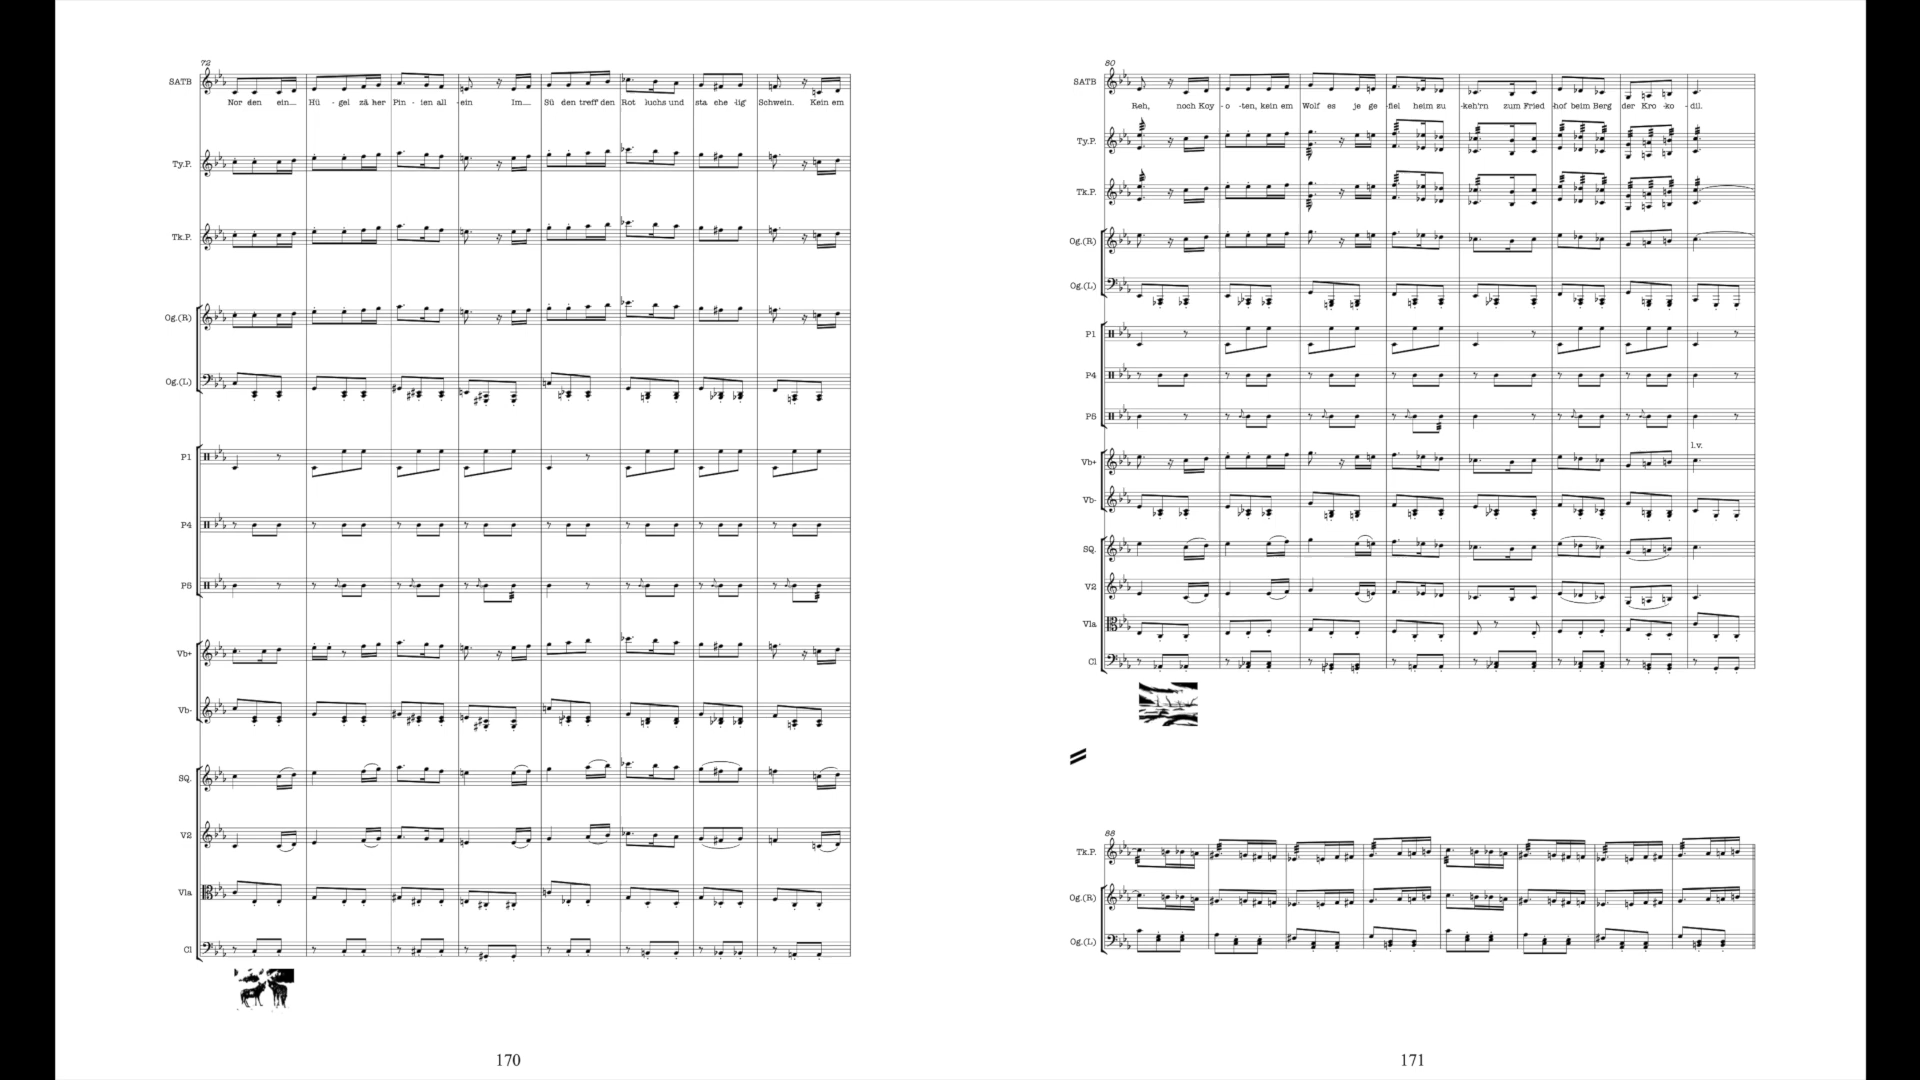 72
SATB
Nor den ein... Hü - gel zä her Pin - ien all - ein Im... Sü den treff' den Rot luchs und sta che -lig Schwein. Kein em
Ty.P.
Tk.P.
Og.(R)
Og.(L)
P1
P4
P5
Vb+
Vb-
SQ.
V2
Vla
Cl
170
80
SATB
Reh, noch Koy - o - ten, kein em Wolf es je ge -fiel heim zu -keh'rn zum Fried -hof beim Berg der Kro -ko -dil.
Ty.P.
Tk.P.
Og.(R)
Og.(L)
P1
P4
P5
l.v.
Vb+
Vb-
SQ.
V2
Vla
Cl
88
Tk.P.
Og.(R)
Og.(L)
171